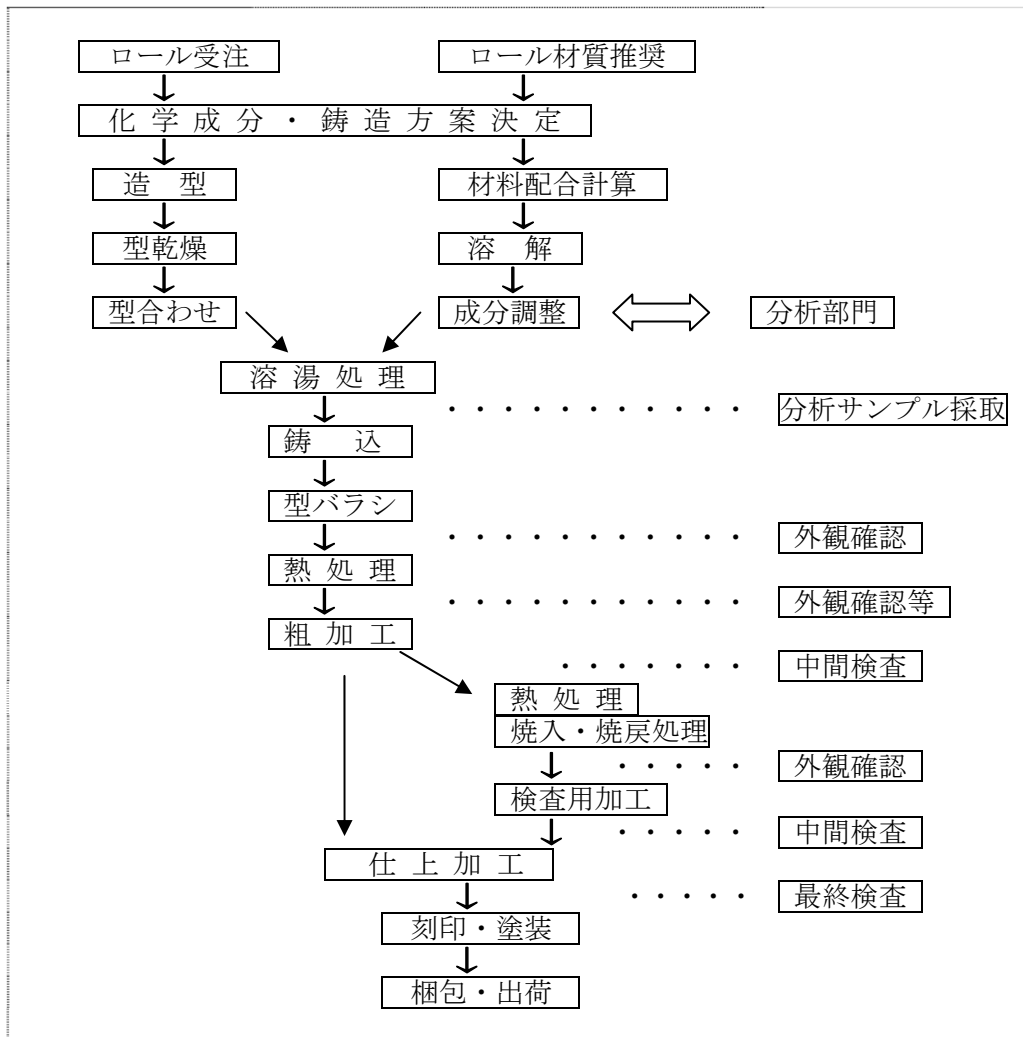 ロール受注
ロール材質推奨
化学成分・鋳造方案決定
造型
材料配合計算
型乾燥
溶解
型合わせ
成分調整
分析部門
溶湯処理
・・・・・・・・・・・
分析サンプル採取
鋳込
型バラシ
・・・・・・・・・・・
外観確認
熱処理
・・・・・・・・・・・
外観確認等
粗加工
・・・・・・・
中間検査
熱処理
焼入・焼戻処理
・・・・・
外観確認
検査用加工
・・・・・
中間検査
仕上加工
・・・・・
最終検査
刻印・塗装
梱包・出荷